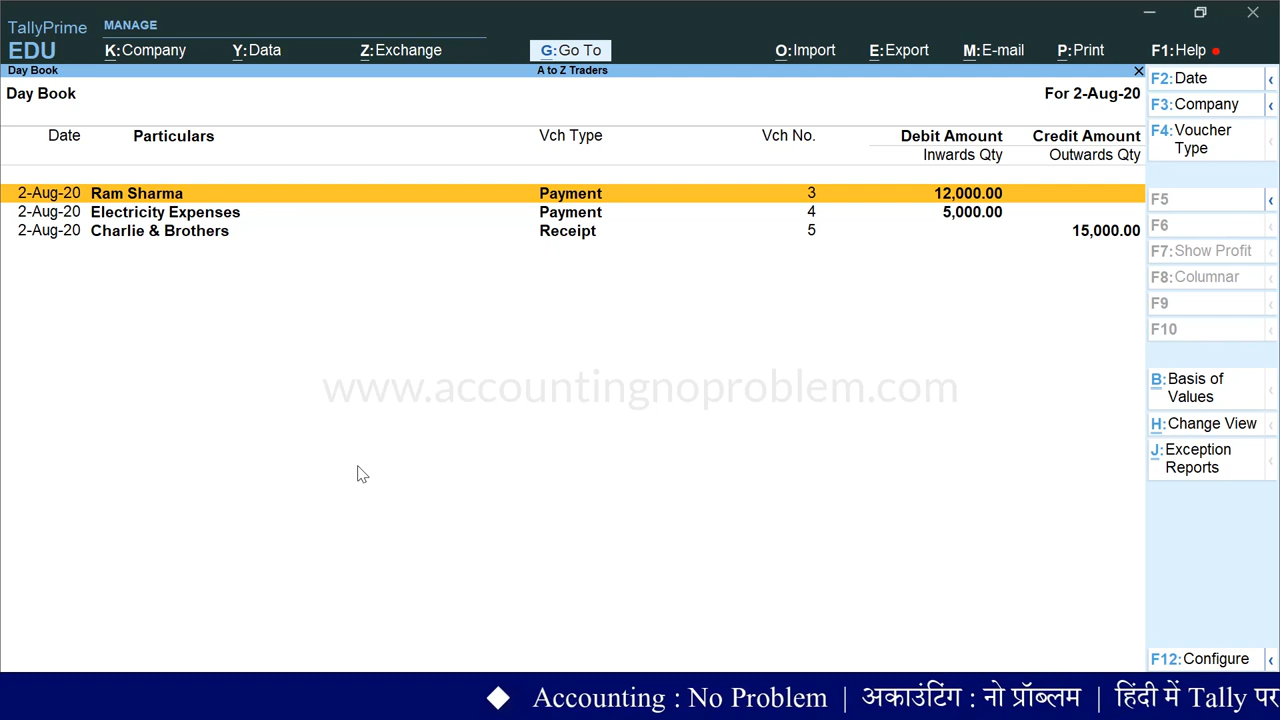 TallyPrime MANAGE
EDU K:Company Y:Data Z:Exchange G:Go To O:Import E:Export M:E-mail P:Print F1:Help
Day Book A to Z Traders
Day Book For 2-Aug-20
Date Particulars Vch Type Vch No. Debit Amount Credit Amount
Inwards Qty Outwards Qty
2-Aug-20 Ram Sharma Payment 3 12,000.00
2-Aug-20 Electricity Expenses Payment 4 5,000.00
2-Aug-20 Charlie & Brothers Receipt 5 15,000.00
www.accountingnoproblem.com
F2:Date
F3:Company
F4:Voucher
Type
F5
F6
F7:Show Profit
F8:Columnar
F9
F10
B:Basis of
Values
H:Change View
J:Exception
Reports
F12:Configure
Accounting : No Problem | अकाउंटिंग : नो प्रॉब्लम | हिंदी में Tally पर